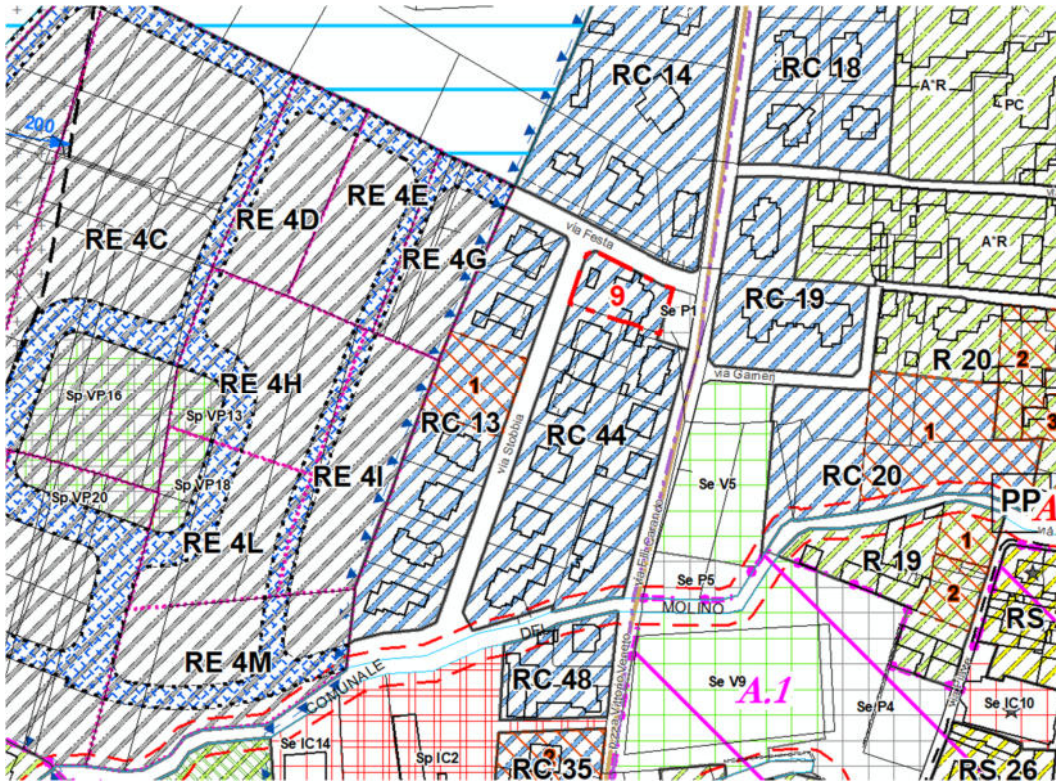 RC 14
RC 18
A*R
PC
200
RE 4C
RE 4D
RE 4E
RE 4G
via Festa
A*R
9
Se P1
RC 19
R 20
2
via Garneri
Sp VP16
Sp VP13
RE 4H
1
RC 13
via Stobbia
RC 44
1
3
Se V5
RC 20
Sp VP20
Sp VP18
RE 4I
RE 4L
PP
R 19
1
2
Se P5
MOLINO
DEL
COMUNALE
RS
RE 4M
RC 48
p.zza Vittorio Veneto
Se V9
A.1
Se P4
Se IC10
Se IC14
Sp IC2
RC 35
RS 26